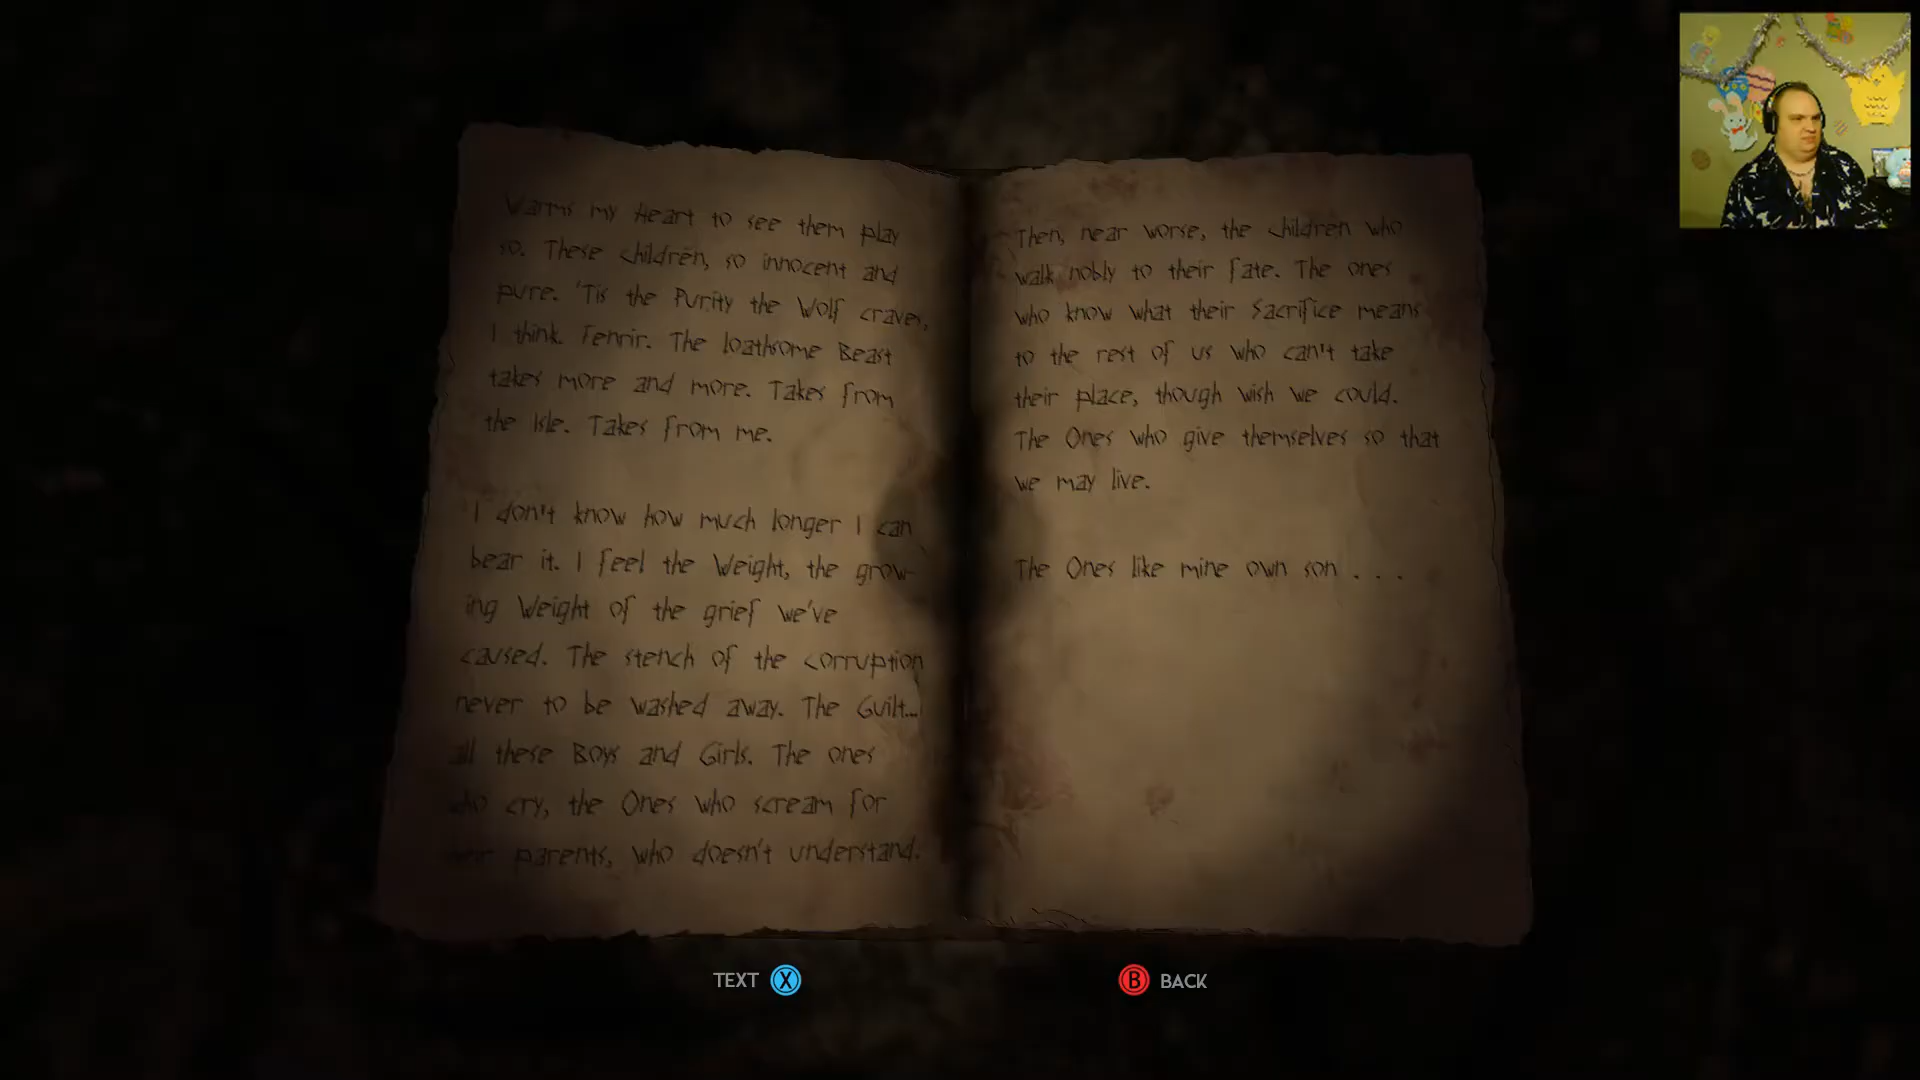 Warms my Heart to see them play
so. These children, so innocent and
pure. 'Tis the Purity the Wolf craves,
I think. Fenrir. The loathsome Beast
takes more and more. Takes from
the Isle. Takes from me.
I don't know how much longer I can
bear it. I feel the Weight, the grow-
ing Weight of the grief we've
caused. The stench of the corruption
never to be washed away. The Guilt...
all these Boys and Girls. The ones
who cry, the Ones who scream for
their parents, who doesn't understand.
Then, near worse, the children who
walk nobly to their fate. The ones
who know what their Sacrifice means
to the rest of us who can't take
their place, though wish we could.
The Ones who give themselves so that
we may live.
The Ones like mine own son . . .
TEXT X
B BACK